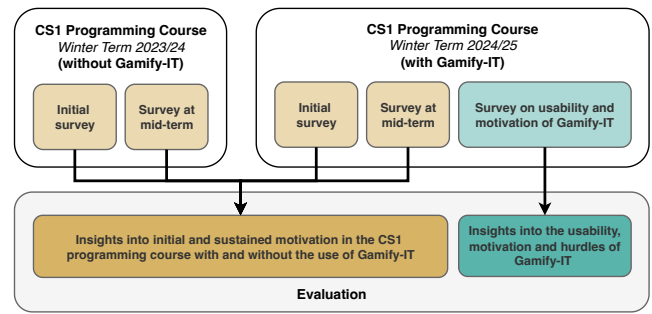 CS1 Programming Course
Winter Term 2023/24
(without Gamify-IT)
Initial
survey
Survey at
mid-term
CS1 Programming Course
Winter Term 2024/25
(with Gamify-IT)
Initial
survey
Survey at
mid-term
Survey on usability and
motivation of Gamify-IT
Insights into initial and sustained motivation in the CS1
programming course with and without the use of Gamify-IT
Insights into the usability,
motivation and hurdles of
Gamify-IT
Evaluation